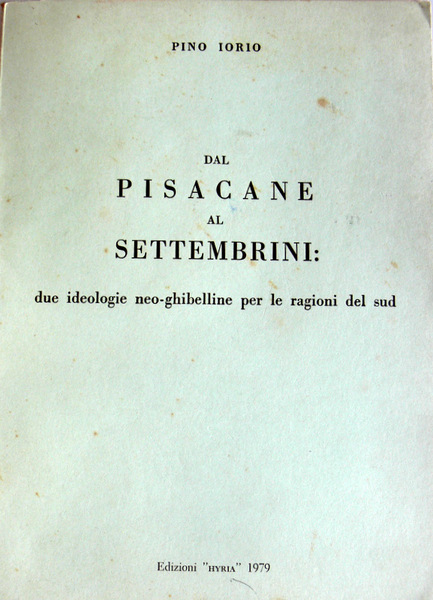 PINO IORIO
DAL
PISACANE
AL
SETTEMBRINI:
due ideologie neo-ghibelline per le ragioni del sud
Edizioni "HYRIA" 1979